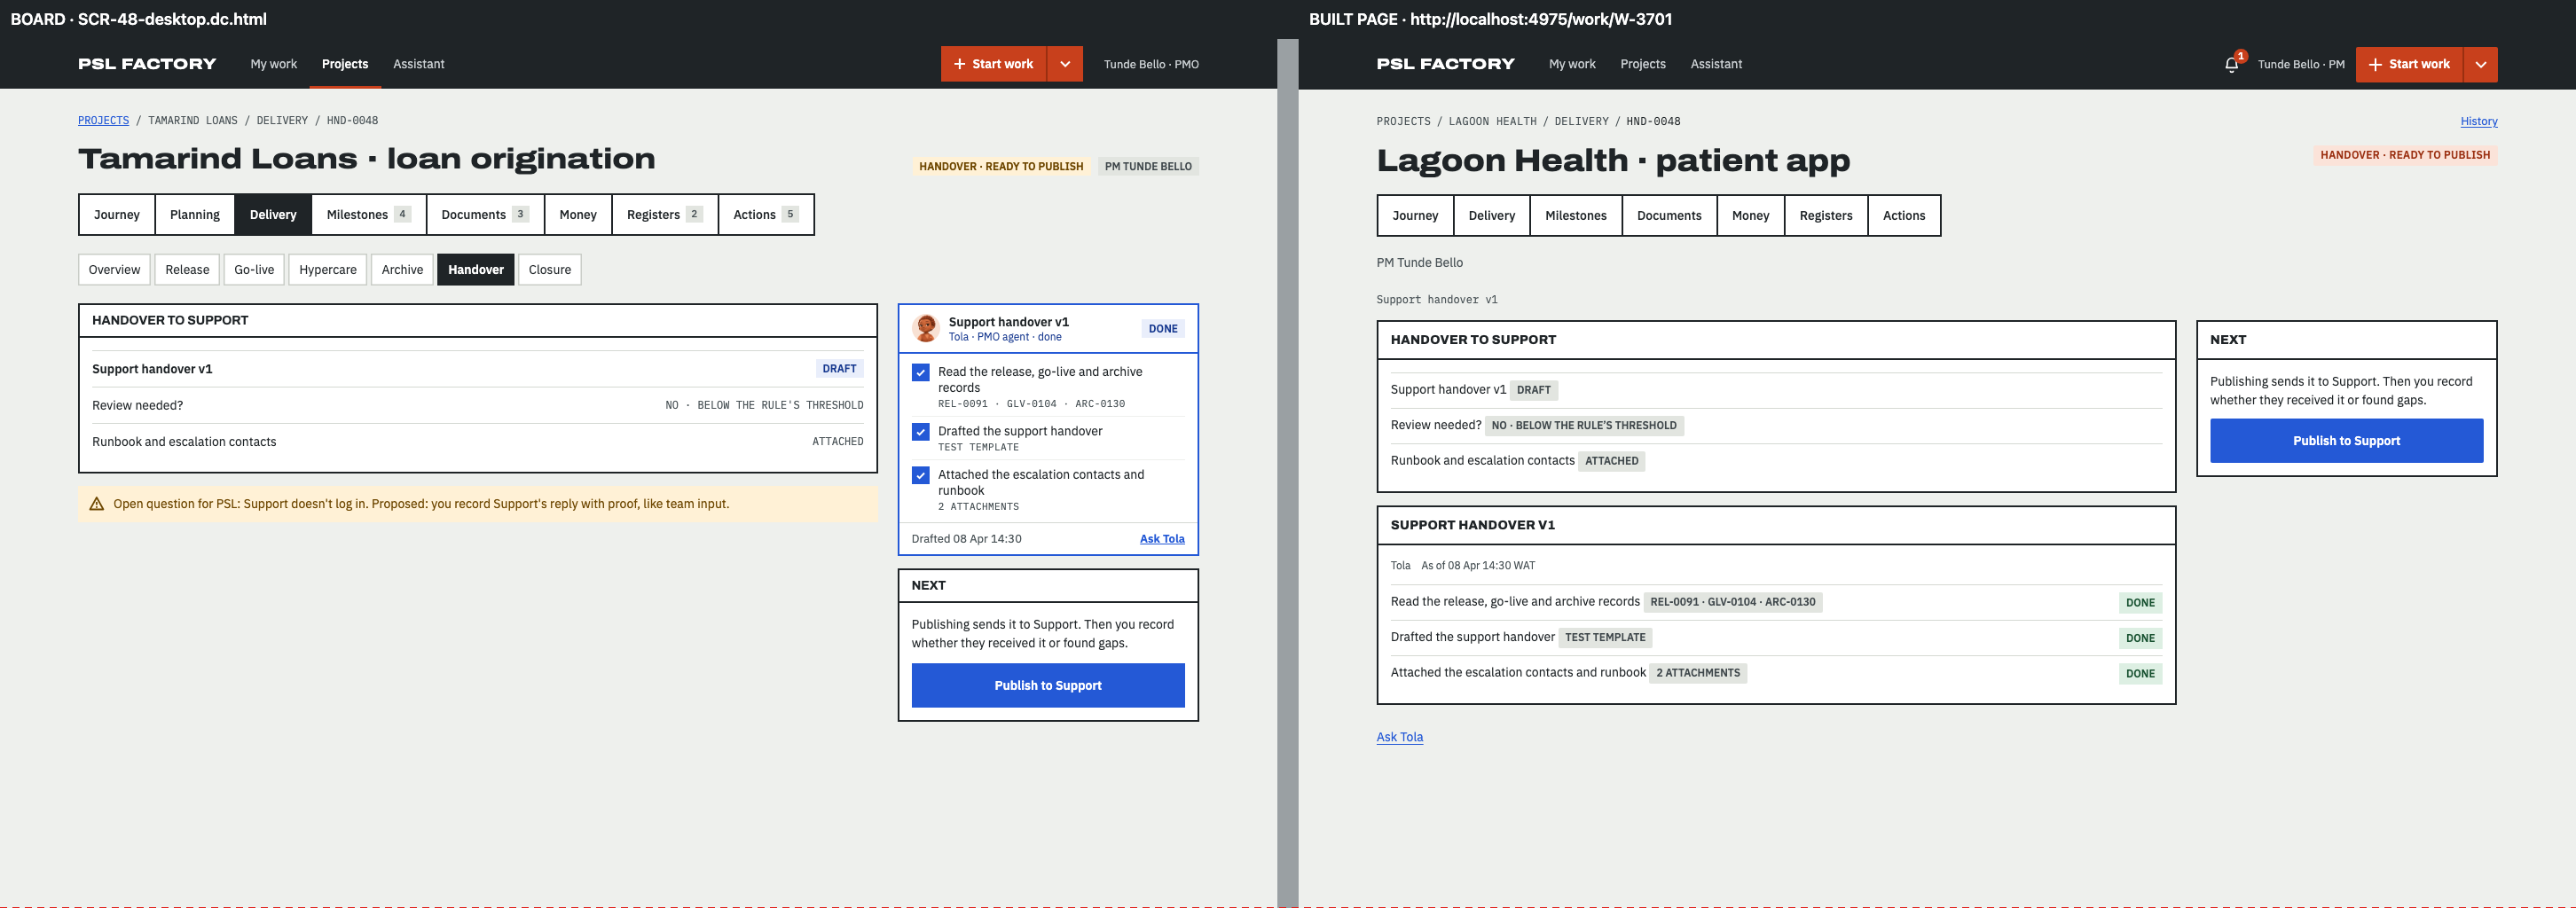 BOARD · SCR-48-desktop.dc.html
PSL FACTORY My work Projects Assistant + Start work Tunde Bello · PMO
PROJECTS / TAMARIND LOANS / DELIVERY / HND-0048
Tamarind Loans · loan origination
HANDOVER · READY TO PUBLISH PM TUNDE BELLO
Journey Planning Delivery Milestones 4 Documents 3 Money Registers 2 Actions 5
Overview Release Go-live Hypercare Archive Handover Closure
HANDOVER TO SUPPORT
Support handover v1 DRAFT
Review needed? NO · BELOW THE RULE'S THRESHOLD
Runbook and escalation contacts ATTACHED
Open question for PSL: Support doesn't log in. Proposed: you record Support's reply with proof, like team input.
Support handover v1
Tola · PMO agent · done
DONE
Read the release, go-live and archive
records
REL-0091 · GLV-0104 · ARC-0130
Drafted the support handover
TEST TEMPLATE
Attached the escalation contacts and
runbook
2 ATTACHMENTS
Drafted 08 Apr 14:30 Ask Tola
NEXT
Publishing sends it to Support. Then you record
whether they received it or found gaps.
Publish to Support
BUILT PAGE · http://localhost:4975/work/W-3701
PSL FACTORY My work Projects Assistant 1 Tunde Bello · PM + Start work
PROJECTS / LAGOON HEALTH / DELIVERY / HND-0048 History
Lagoon Health · patient app
HANDOVER · READY TO PUBLISH
Journey Delivery Milestones Documents Money Registers Actions
PM Tunde Bello
Support handover v1
HANDOVER TO SUPPORT
Support handover v1 DRAFT
Review needed? NO · BELOW THE RULE’S THRESHOLD
Runbook and escalation contacts ATTACHED
SUPPORT HANDOVER V1
Tola As of 08 Apr 14:30 WAT
Read the release, go-live and archive records REL-0091 · GLV-0104 · ARC-0130 DONE
Drafted the support handover TEST TEMPLATE DONE
Attached the escalation contacts and runbook 2 ATTACHMENTS DONE
Ask Tola
NEXT
Publishing sends it to Support. Then you record
whether they received it or found gaps.
Publish to Support